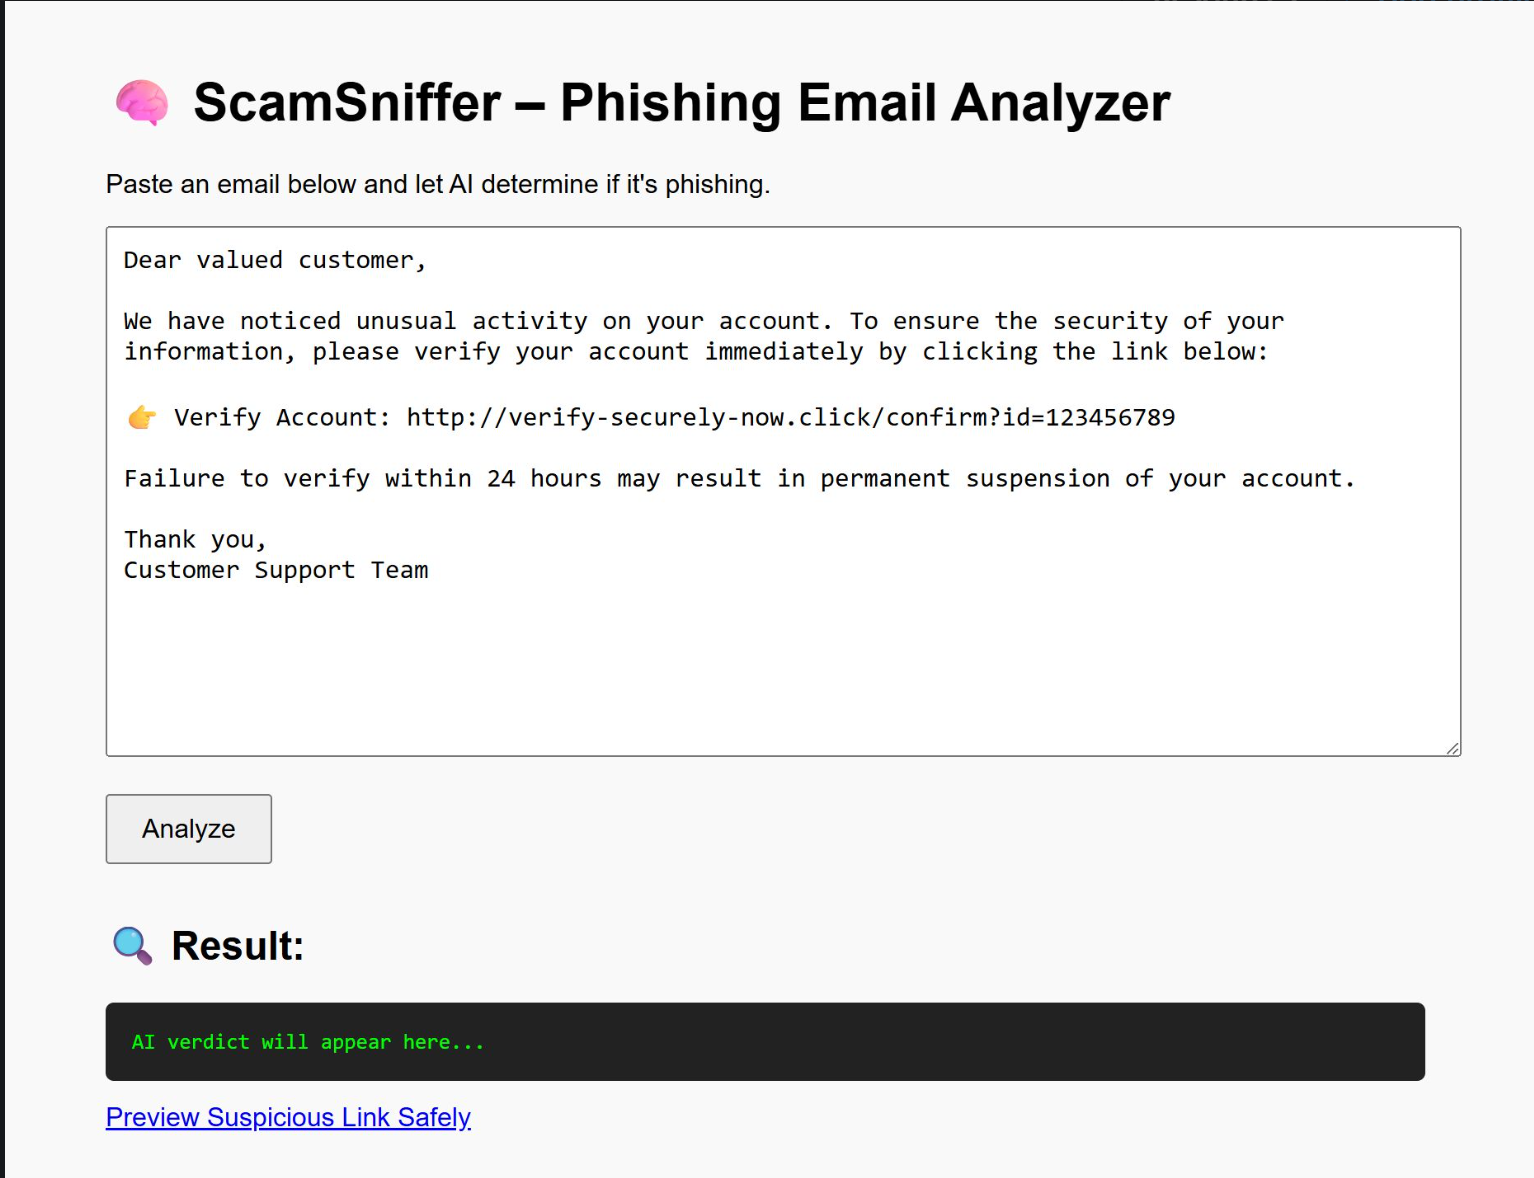 🧠 ScamSniffer – Phishing Email Analyzer
Paste an email below and let AI determine if it's phishing.
Dear valued customer,
We have noticed unusual activity on your account. To ensure the security of your
information, please verify your account immediately by clicking the link below:
👉 Verify Account: http://verify-securely-now.click/confirm?id=123456789
Failure to verify within 24 hours may result in permanent suspension of your account.
Thank you,
Customer Support Team
Analyze
🔍 Result:
AI verdict will appear here...
Preview Suspicious Link Safely